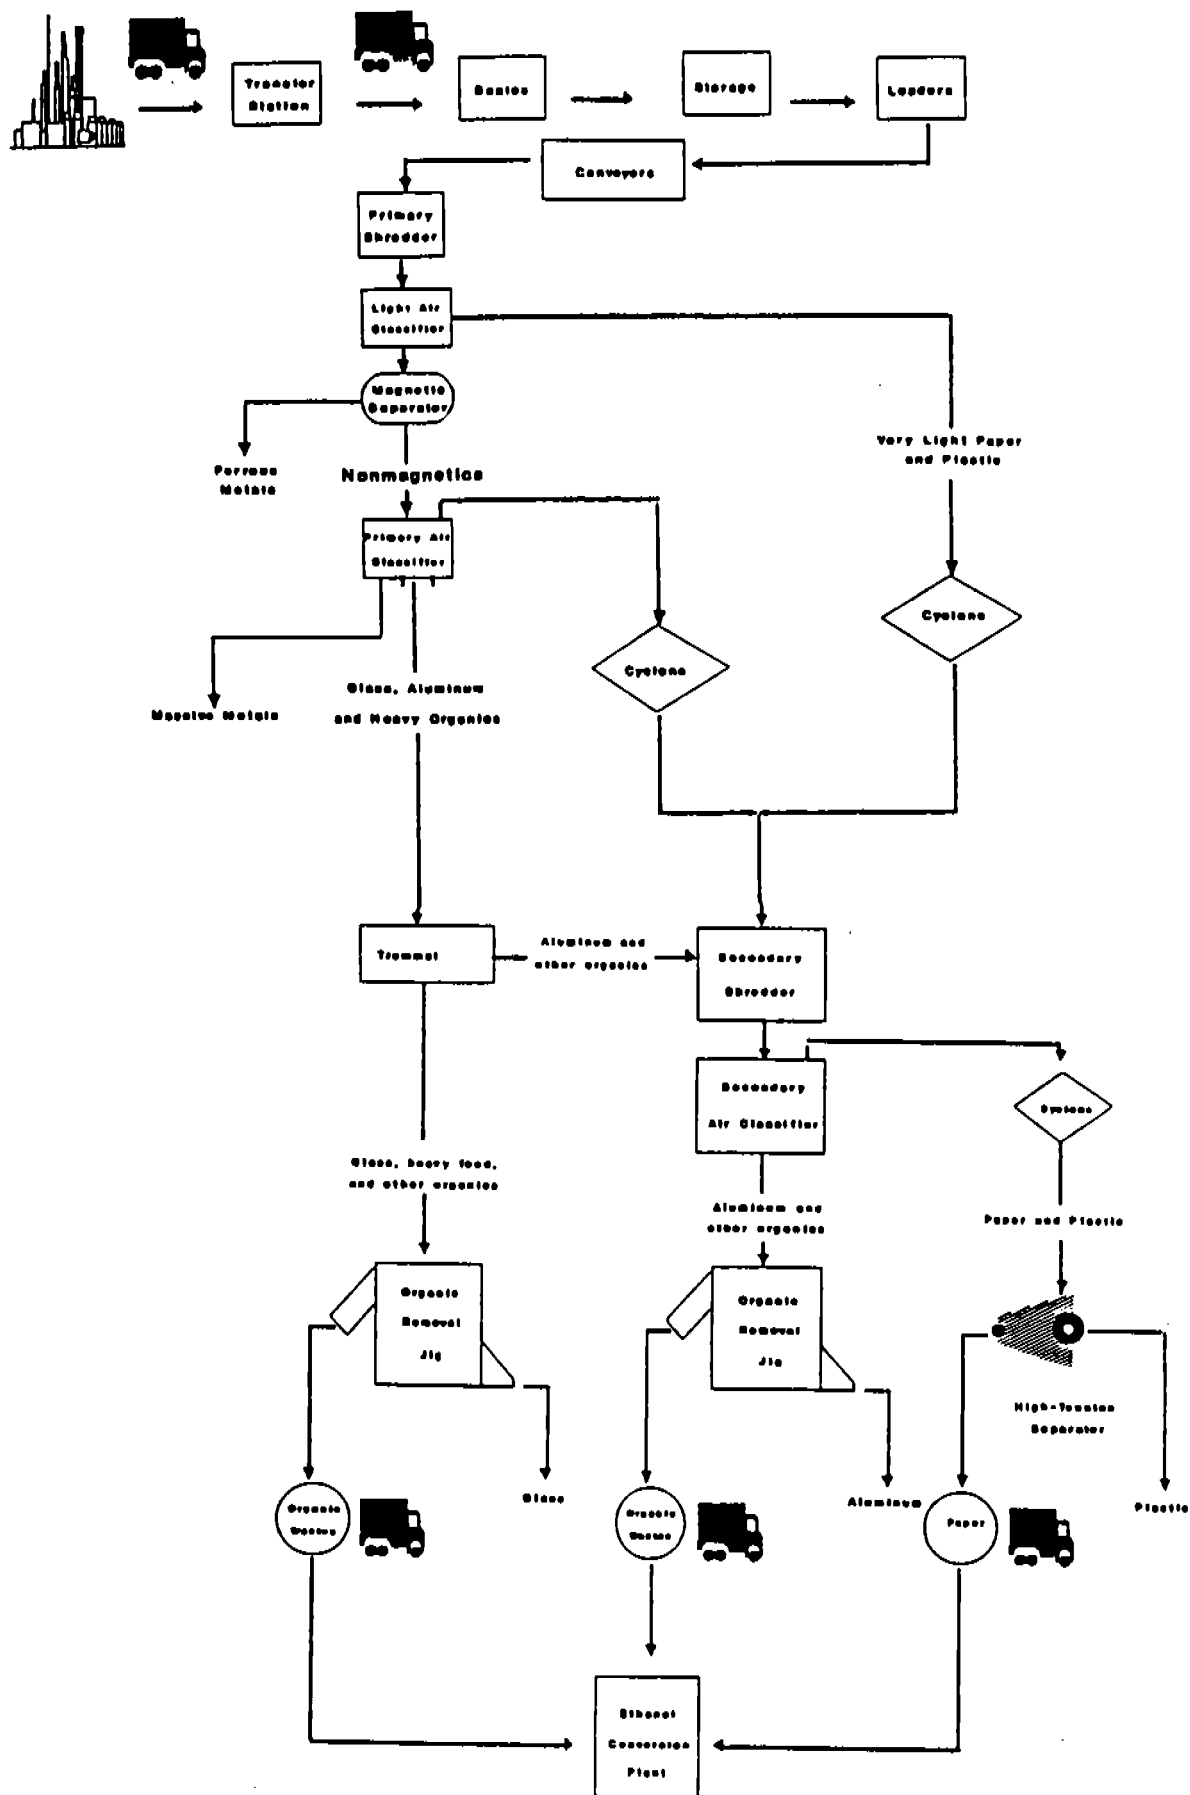 Transfer
Station
Scales
Storage
Loaders
Conveyors
Primary
Shredder
Light Air
Classifier
Magnetic
Separator
Very Light Paper
and Plastic
Ferrous
Metals
Nonmagnetics
Primary Air
Classifier
Cyclone
Cyclone
Glass, Aluminum
and Heavy Organics
Massive Metals
Trommel
Aluminum and
other organics
Secondary
Shredder
Secondary
Air Classifier
Cyclone
Glass, heavy food,
and other organics
Aluminum and
other organics
Paper and Plastic
Organic
Removal
Jig
Organic
Removal
Jig
High-Tension
Separator
Glass
Aluminum
Plastic
Organic
Wastes
Organic
Wastes
Paper
Ethanol
Conversion
Plant